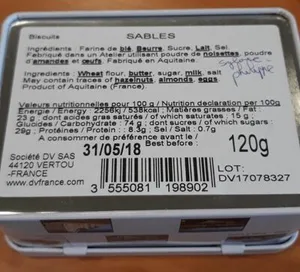 Biscuits SABLES
Ingrédients : Farine de blé, Beurre, Sucre, Lait, Sel.
Fabriqué dans un Atelier utilisant poudre de noisettes, poudre
d'amandes et œufs. Fabriqué en Aquitaine.
Ingredients : Wheat flour, butter, sugar, milk, salt
May contain traces of hazelnuts, almonds, eggs.
Product of Aquitaine (France).
Valeurs nutritionnelles pour 100 g / Nutrition declaration per 100g
Energie / Energy : 2258kj / 538kcal ; Matières grasses / Fat :
23 g ; dont acides gras saturés / of which saturates : 15 g ;
Glucides / Carbohydrate : 74 g ; dont sucres / of which sugars :
29g ; Protéines / Protein : 8.3g ; Sel / Salt : 0.7g
A consommer de préférence avant le /
31/05/18 Best before : 120g
Société DV SAS
44120 VERTOU
-FRANCE
www.dvfrance.com
3 555081 198902
LOT:
DV17078327